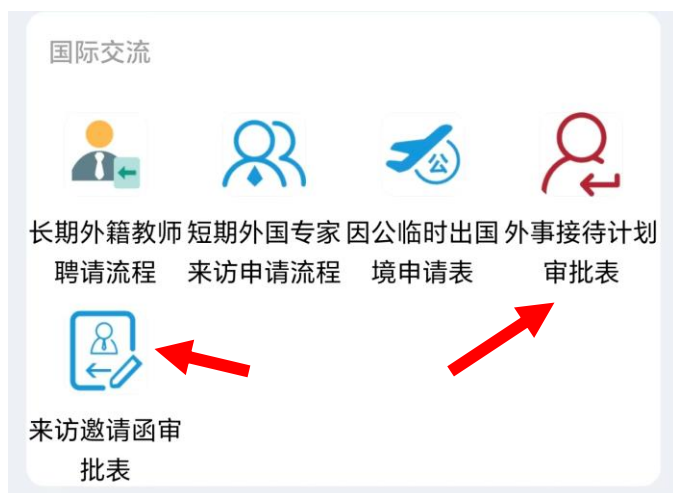 国际交流
公
长期外籍教师 短期外国专家 因公临时出国 外事接待计划
聘请流程 来访申请流程 境申请表 审批表
来访邀请函审
批表